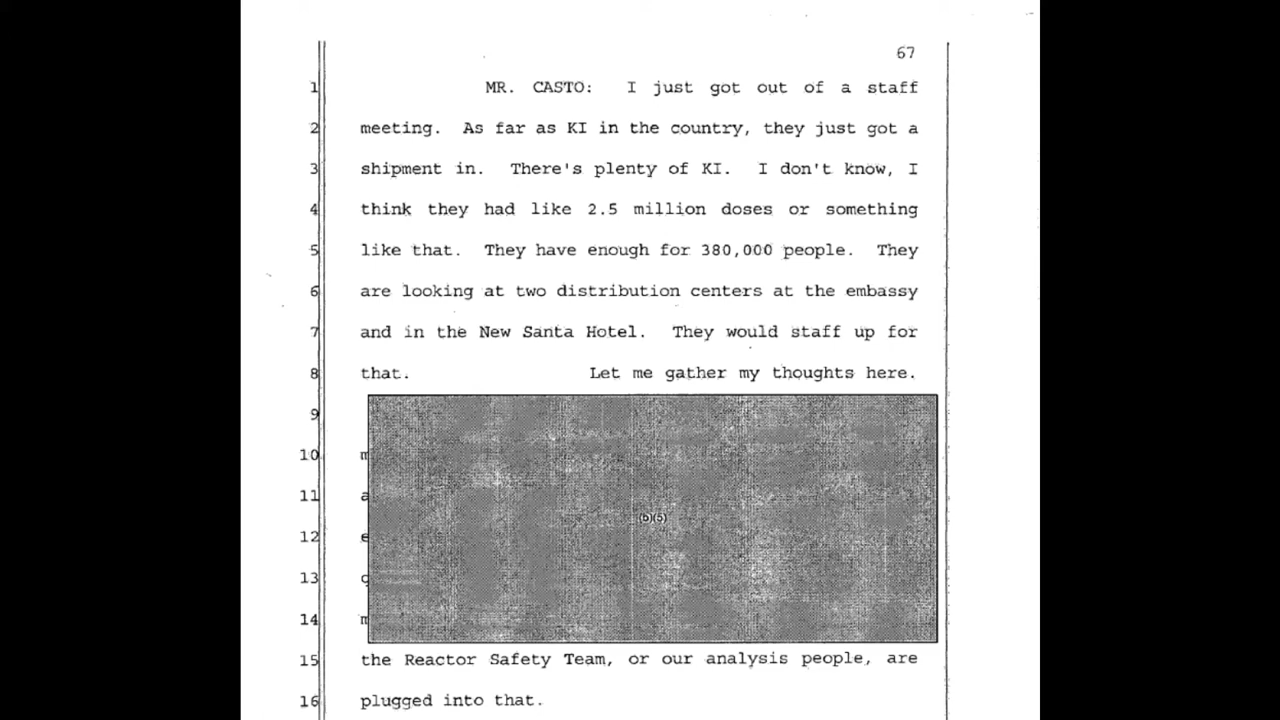 67
1 MR. CASTO: I just got out of a staff
2 meeting. As far as KI in the country, they just got a
3 shipment in. There's plenty of KI. I don't know, I
4 think they had like 2.5 million doses or something
5 like that. They have enough for 380,000 people. They
6 are looking at two distribution centers at the embassy
7 and in the New Santa Hotel. They would staff up for
8 that. Let me gather my thoughts here.
9
10 m
11 a
(b)(5)
12 e
13 g
14 m
15 the Reactor Safety Team, or our analysis people, are
16 plugged into that.